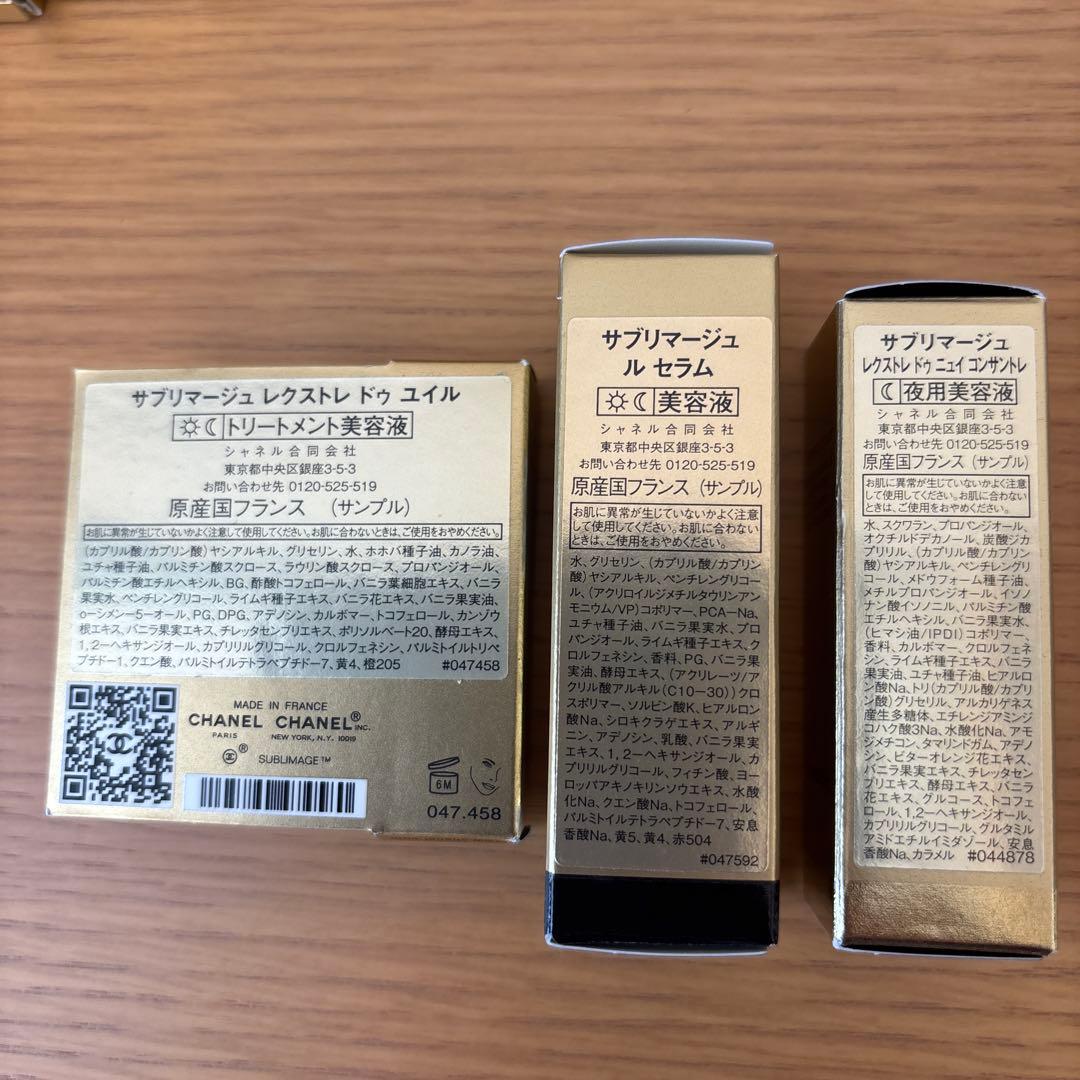 サブリマージュ レクストレ ドゥ ユイル
トリートメント美容液
シャネル合同会社
東京都中央区銀座3-5-3
お問い合わせ先 0120-525-519
原産国フランス (サンプル)
お肌に異常が生じていないかよく注意して使用してください。お肌に合わないときは、ご使用をおやめください。
(カプリル酸/カプリン酸)ヤシアルキル, グリセリン, 水, ホホバ種子油, カノラ油,
ユチャ種子油, パルミチン酸スクロース, ラウリン酸スクロース, プロパンジオール,
パルミチン酸エチルヘキシル, BG, 酢酸トコフェロール, バニラ葉細胞エキス, バニラ
果実水, ペンチレングリコール, ライムギ種子エキス, バニラ花エキス, バニラ果実油,
o-シメン-5-オール, PG, DPG, アデノシン, カルボマー, トコフェロール, カンゾウ
根エキス, バニラ果実エキス, チレッタセンブリエキス, ポリソルベート20, 酵母エキス,
1,2-ヘキサンジオール, カプリリルグリコール, クロルフェネシン, パルミトイルトリペ
プチド-1, クエン酸, パルミトイルテトラペプチド-7, 黄4, 橙205 #047458
MADE IN FRANCE
CHANEL CHANEL® INC.
PARIS NEW YORK, N.Y. 10019
® SUBLIMAGE™
6M
047.458
サブリマージュ
ル セラム
美容液
シャネル合同会社
東京都中央区銀座3-5-3
お問い合わせ先 0120-525-519
原産国フランス (サンプル)
お肌に異常が生じていないかよく注意
して使用してください。お肌に合わない
ときは、ご使用をおやめください。
水, グリセリン, (カプリル酸/カプリン
酸)ヤシアルキル, ペンチレングリコー
ル, (アクリロイルジメチルタウリンアン
モニウム/VP)コポリマー, PCA-Na,
ユチャ種子油, バニラ果実水, プロ
パンジオール, ライムギ種子エキス, ク
ロルフェネシン, 香料, PG, バニラ果
実油, 酵母エキス, (アクリレーツ/ア
クリル酸アルキル(C10-30))クロ
スポリマー, ソルビン酸K, ヒアルロン
酸Na, シロキクラゲエキス, アルギ
ニン, アデノシン, 乳酸, バニラ果実
エキス, 1,2-ヘキサンジオール, カ
プリリルグリコール, フィチン酸, ヨー
ロッパアキノキリンソウエキス, 水酸
化Na, クエン酸Na, トコフェロール,
パルミトイルテトラペプチド-7, 安息
香酸Na, 黄5, 黄4, 赤504
#047592
サブリマージュ
レクストレ ドゥ ニュイ コンサントレ
夜用美容液
シャネル合同会社
東京都中央区銀座3-5-3
お問い合わせ先 0120-525-519
原産国フランス (サンプル)
お肌に異常が生じていないかよく注意
して使用してください。お肌に合わない
ときは、ご使用をおやめください。
水, スクワラン, プロパンジオール,
オクチルドデカノール, 炭酸ジカ
プリリル, (カプリル酸/カプリン
酸)ヤシアルキル, ペンチレングリ
コール, メドウフォーム種子油,
メチルプロパンジオール, イソノ
ナン酸イソノニル, パルミチン酸
エチルヘキシル, バニラ果実水,
(ヒマシ油/IPDI)コポリマー,
香料, カルボマー, クロルフェネ
シン, ライムギ種子エキス, バニラ
果実油, ユチャ種子油, ヒアルロ
ン酸Na, トリ(カプリル酸/カプリ
ン酸)グリセリル, アルカリゲネス
産生多糖体, エチレンジアミンジ
コハク酸3Na, 水酸化Na, アモ
ジメチコン, タマリンドガム, アデノ
シン, ビターオレンジ花エキス,
バニラ果実エキス, チレッタセン
ブリエキス, 酵母エキス, バニラ
花エキス, グルコース, トコフェ
ロール, 1,2-ヘキサンジオール,
カプリリルグリコール, グルタミル
アミドエチルイミダゾール, 安息
香酸Na, カラメル #044878